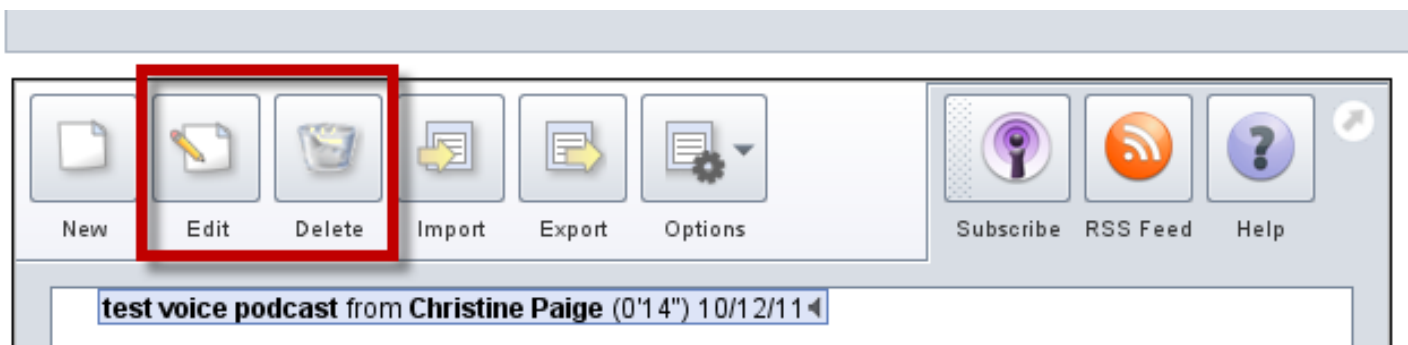 New Edit Delete Import Export Options Subscribe RSS Feed Help
test voice podcast from Christine Paige (0'14") 10/12/11